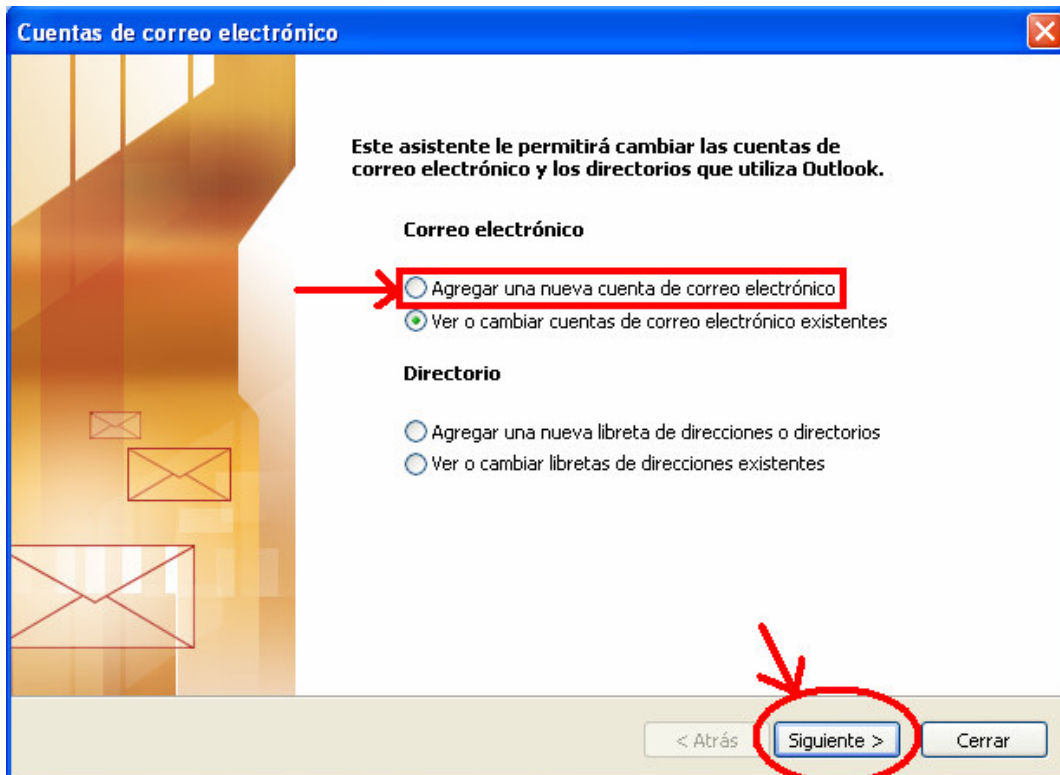 Cuentas de correo electrónico
Este asistente le permitirá cambiar las cuentas de
correo electrónico y los directorios que utiliza Outlook.
Correo electrónico
Agregar una nueva cuenta de correo electrónico
Ver o cambiar cuentas de correo electrónico existentes
Directorio
Agregar una nueva libreta de direcciones o directorios
Ver o cambiar libretas de direcciones existentes
< Atrás
Siguiente >
Cerrar